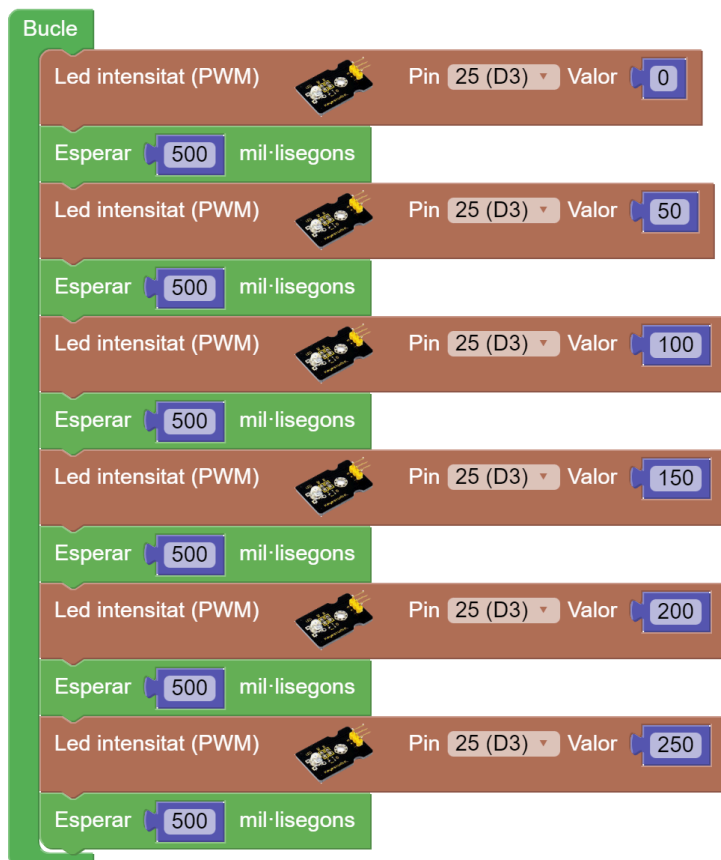 Bucle
Led intensitat (PWM) Pin 25 (D3) Valor 0
Esperar 500 mil·lisegons
Led intensitat (PWM) Pin 25 (D3) Valor 50
Esperar 500 mil·lisegons
Led intensitat (PWM) Pin 25 (D3) Valor 100
Esperar 500 mil·lisegons
Led intensitat (PWM) Pin 25 (D3) Valor 150
Esperar 500 mil·lisegons
Led intensitat (PWM) Pin 25 (D3) Valor 200
Esperar 500 mil·lisegons
Led intensitat (PWM) Pin 25 (D3) Valor 250
Esperar 500 mil·lisegons